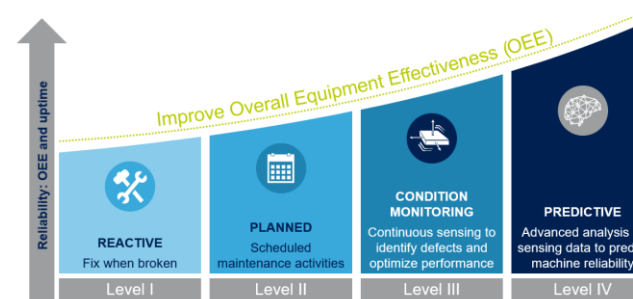 Improve Overall Equipment Effectiveness (OEE)
Reliability: OEE and uptime
REACTIVE
Fix when broken
Level I
PLANNED
Scheduled
maintenance activities
Level II
CONDITION
MONITORING
Continuous sensing to
identify defects and
optimize performance
Level III
PREDICTIVE
Advanced analysis
sensing data to
machine reliability
Level IV